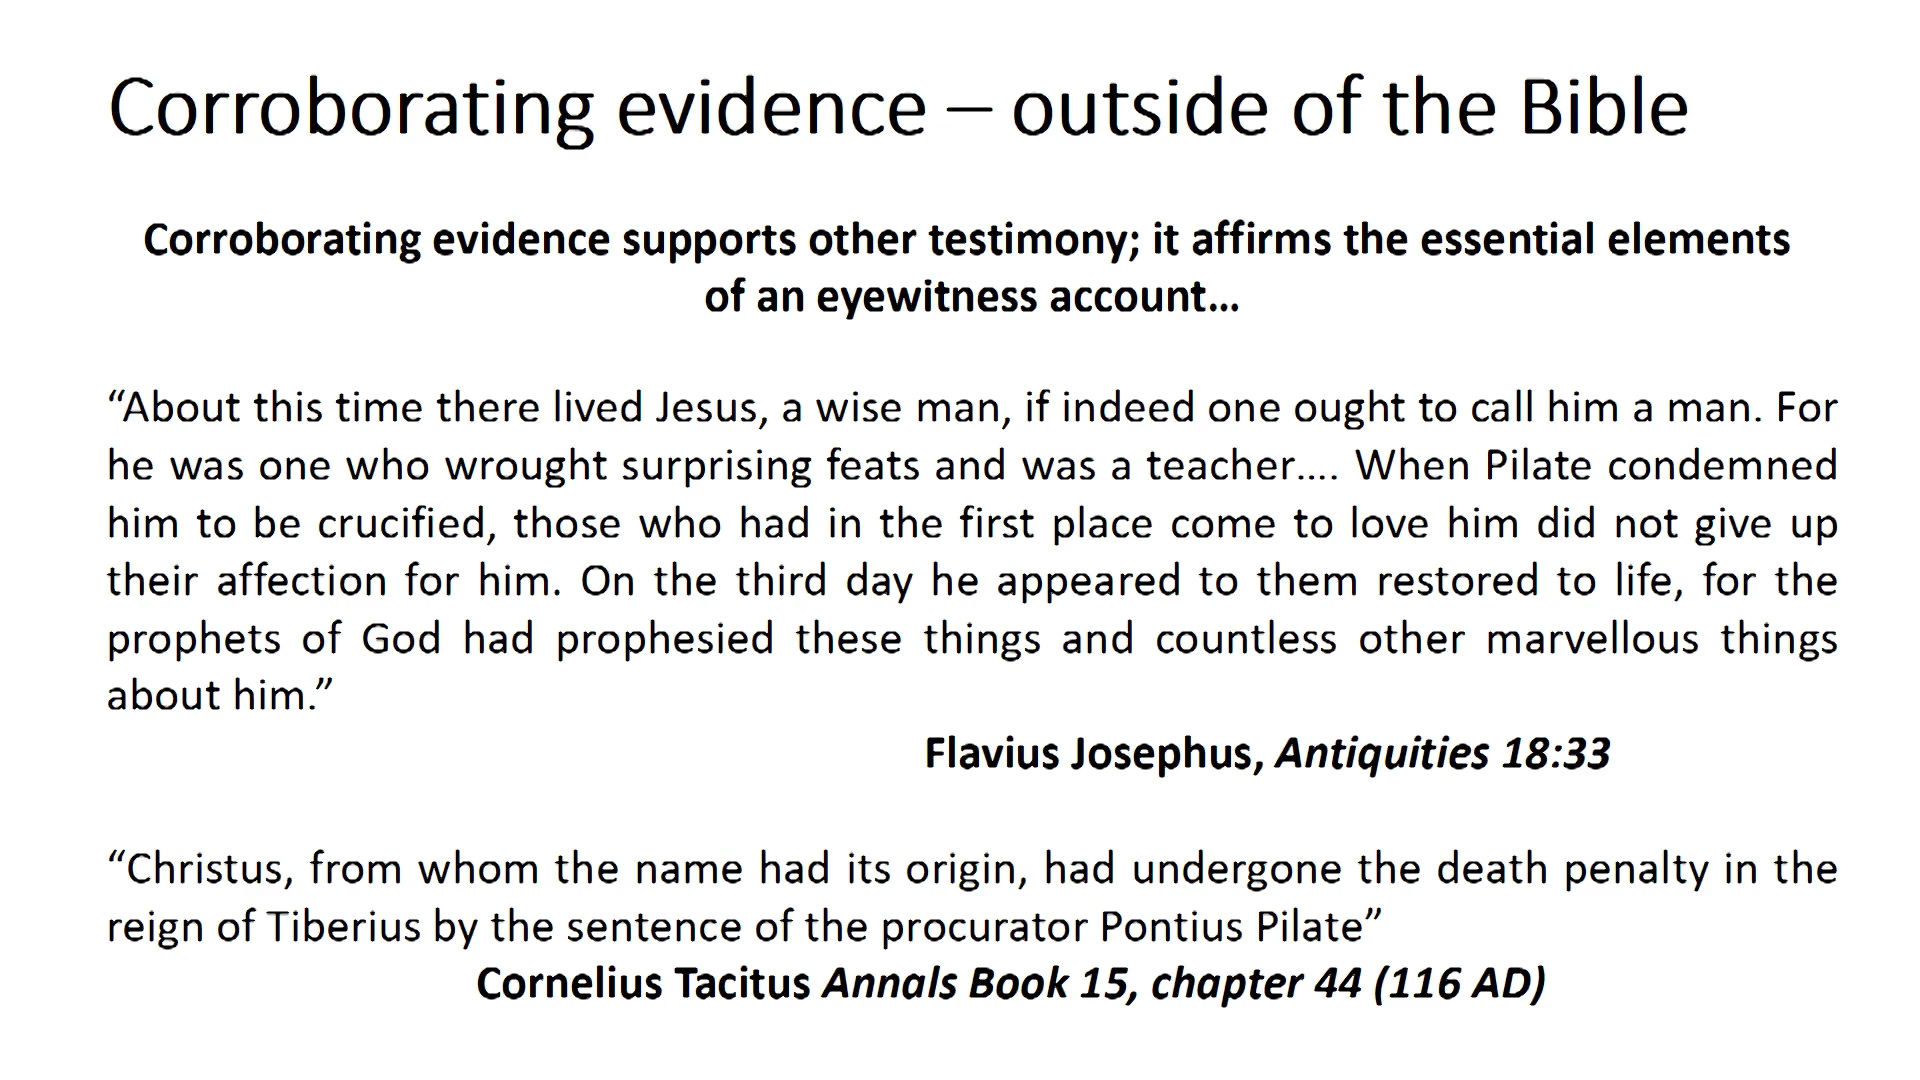 Corroborating evidence – outside of the Bible
Corroborating evidence supports other testimony; it affirms the essential elements
of an eyewitness account…
“About this time there lived Jesus, a wise man, if indeed one ought to call him a man. For
he was one who wrought surprising feats and was a teacher…. When Pilate condemned
him to be crucified, those who had in the first place come to love him did not give up
their affection for him. On the third day he appeared to them restored to life, for the
prophets of God had prophesied these things and countless other marvellous things
about him.”
Flavius Josephus, Antiquities 18:33
“Christus, from whom the name had its origin, had undergone the death penalty in the
reign of Tiberius by the sentence of the procurator Pontius Pilate”
Cornelius Tacitus Annals Book 15, chapter 44 (116 AD)